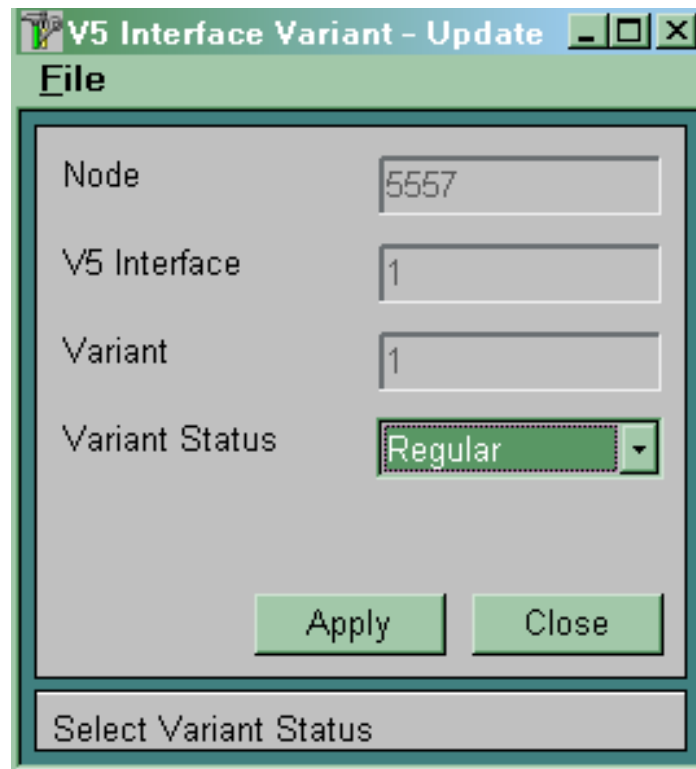 V5 Interface Variant - Update
File
Node 5557
V5 Interface 1
Variant 1
Variant Status Regular
Apply Close
Select Variant Status